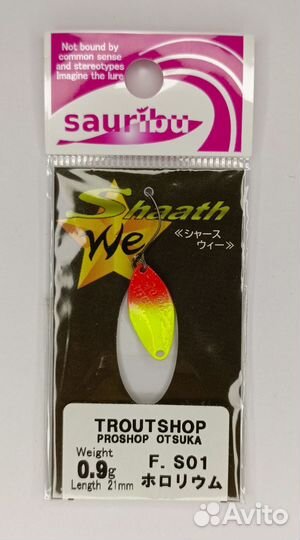 Not bound by
common sense
and stereotypes
Imagine the lure
sauribu
Shaath
We
≪シャース
ウィー≫
TROUTSHOP
PROSHOP OTSUKA
Weight
0.9g
Length 21mm
F. S01
ホロリウム
Avito